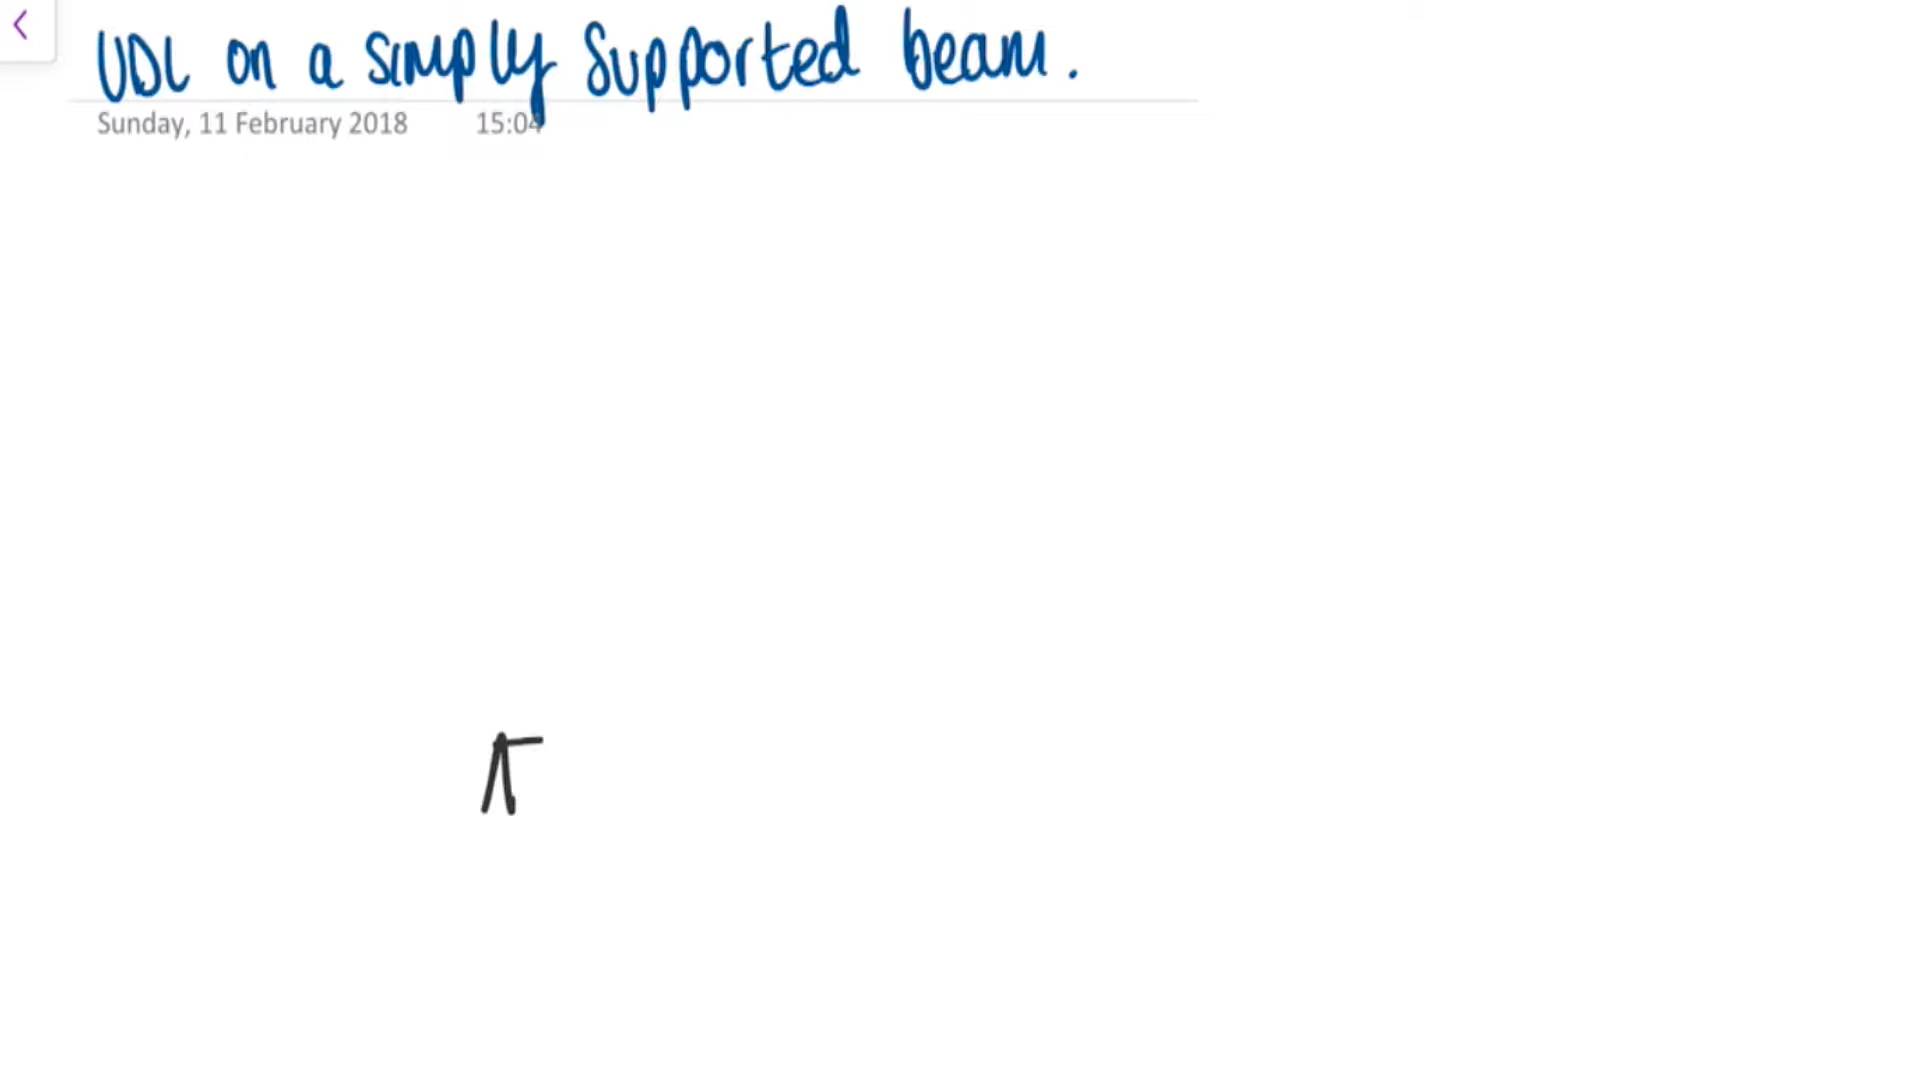 UDL on a simply supported beam.
Sunday, 11 February 2018 15:04